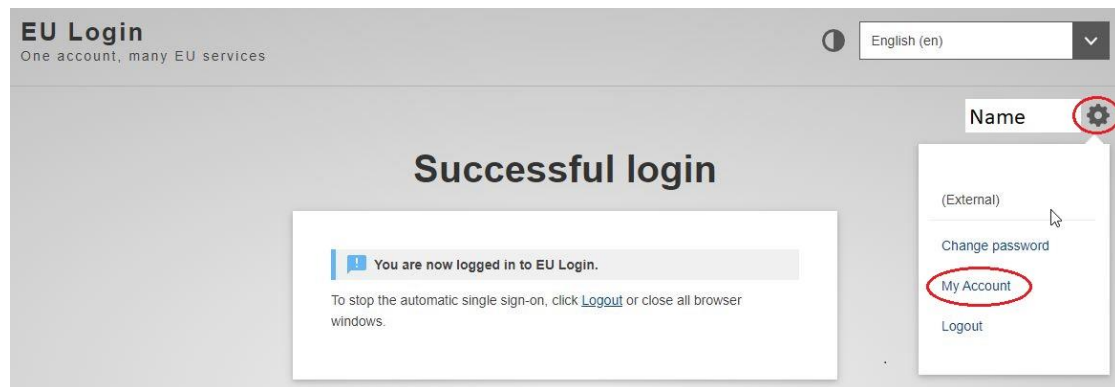 EU Login
One account, many EU services
English (en)
Name
Successful login
(External)
Change password
You are now logged in to EU Login.
My Account
To stop the automatic single sign-on, click Logout or close all browser
windows.
Logout